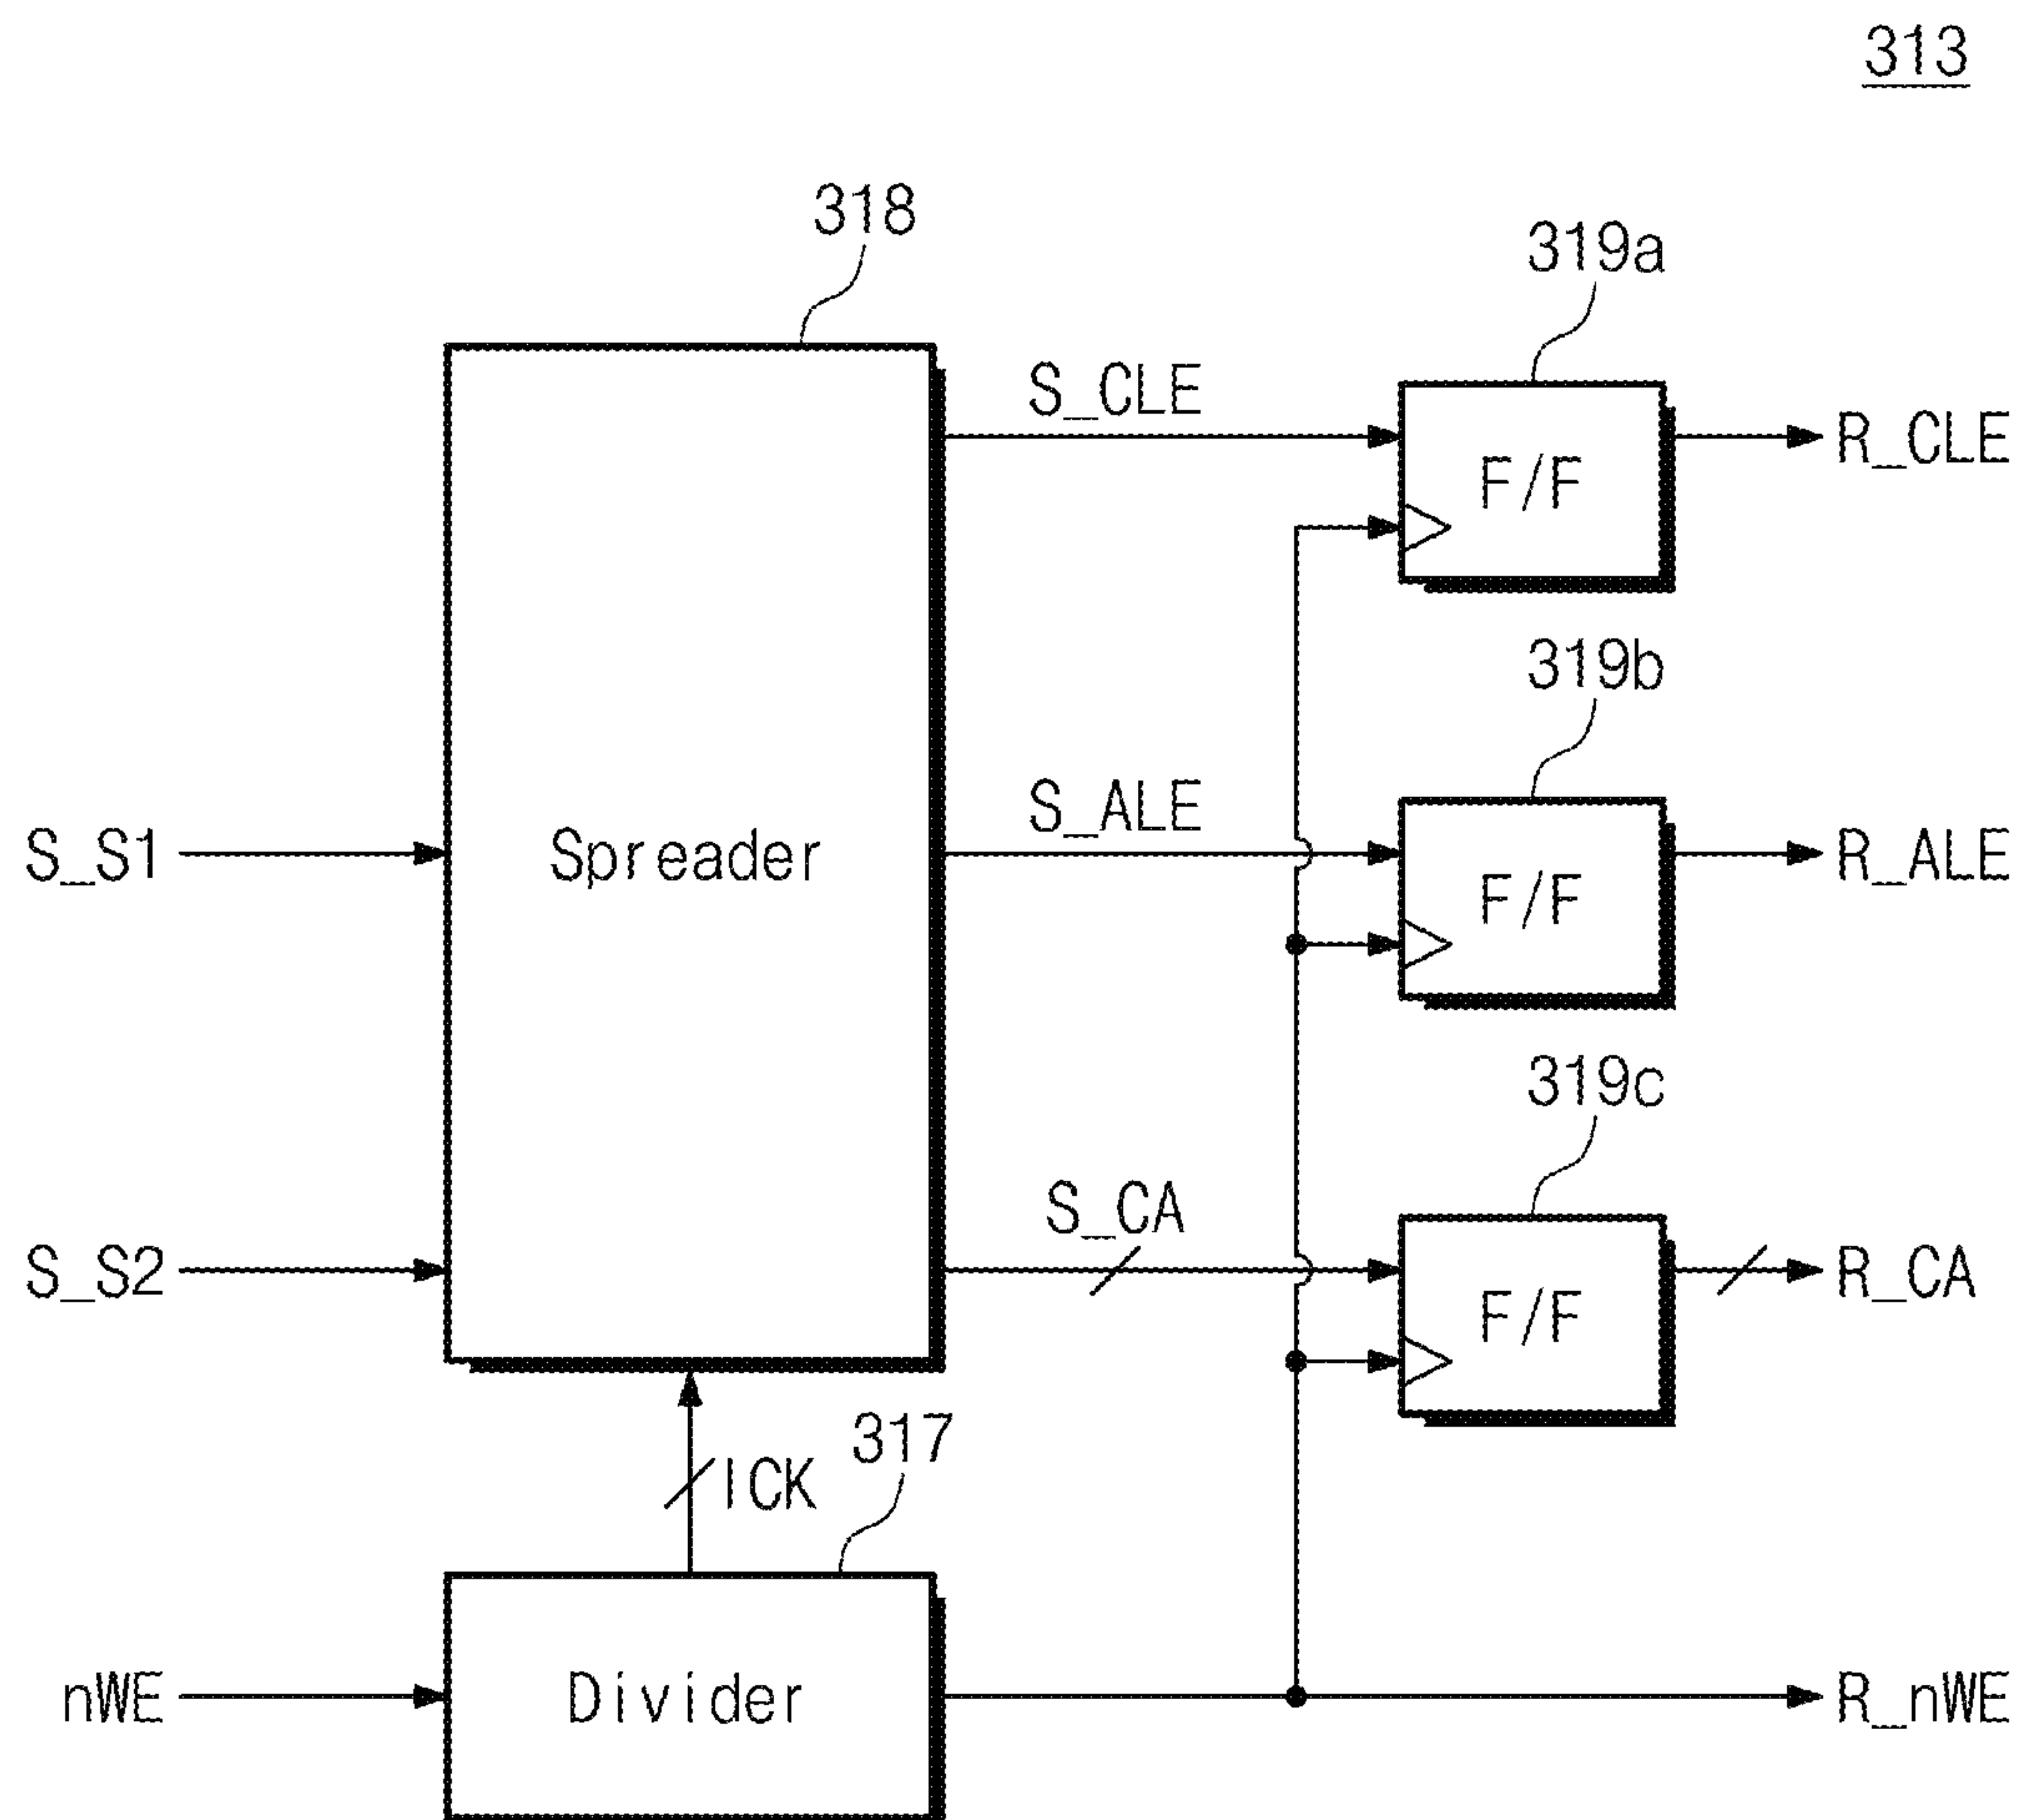 313
318
319a
S_CLE
R_CLE
F/F
319b
S_ALE
S_S1
Spreader
R_ALE
F/F
319c
S_CA
S_S2
R_CA
F/F
317
ICK
nWE
Divider
R_nWE